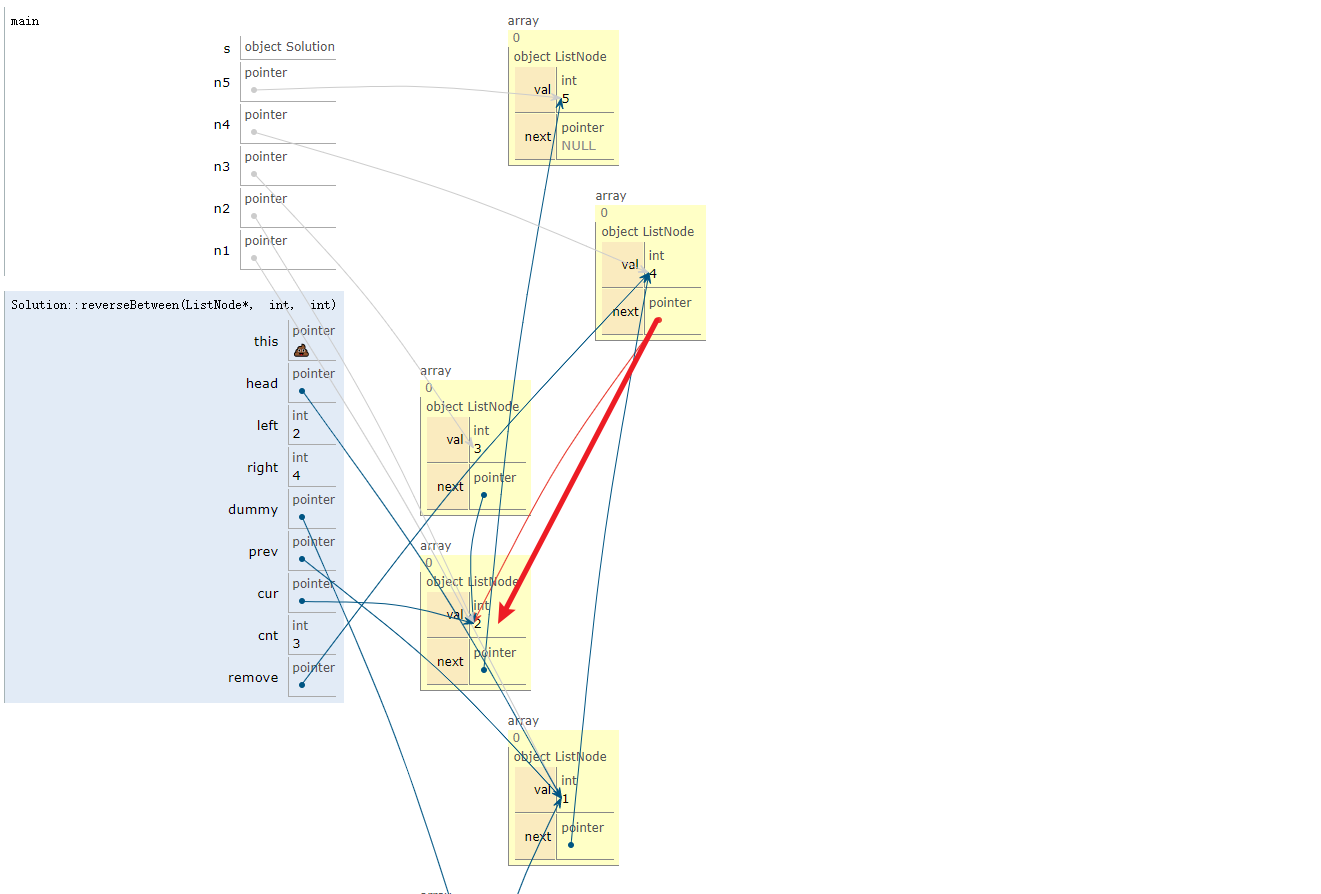 main
s object Solution
n5 pointer
n4 pointer
n3 pointer
n2 pointer
n1 pointer
Solution::reverseBetween(ListNode*, int, int)
this pointer
💩
head pointer
left int
2
right int
4
dummy pointer
prev pointer
cur pointer
cnt int
3
remove pointer
array
0
object ListNode
val int
5
next pointer
NULL
array
0
object ListNode
val int
4
next pointer
array
0
object ListNode
val int
3
next pointer
array
0
object ListNode
val int
2
next pointer
array
0
object ListNode
val int
1
next pointer